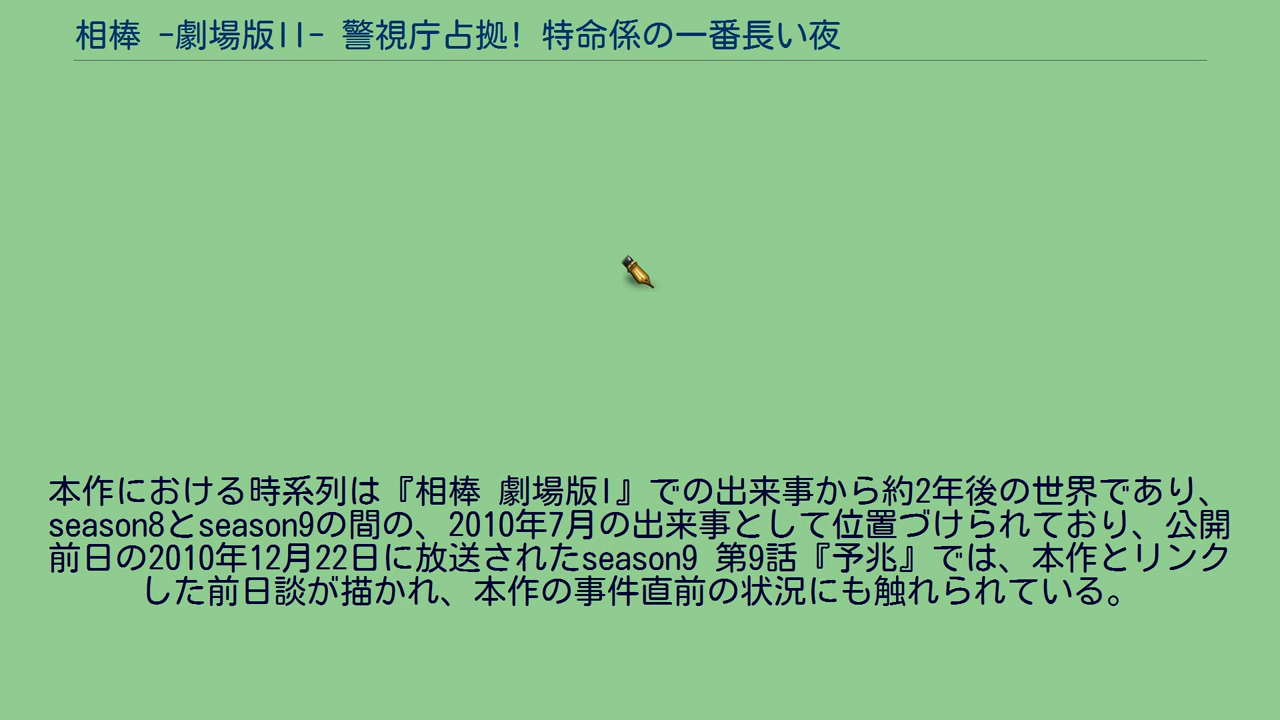 相棒 -劇場版II- 警視庁占拠! 特命係の一番長い夜
本作における時系列は『相棒 劇場版I』での出来事から約2年後の世界であり、
season8とseason9の間の、2010年7月の出来事として位置づけられており、公開
前日の2010年12月22日に放送されたseason9 第9話『予兆』では、本作とリンク
した前日談が描かれ、本作の事件直前の状況にも触れられている。